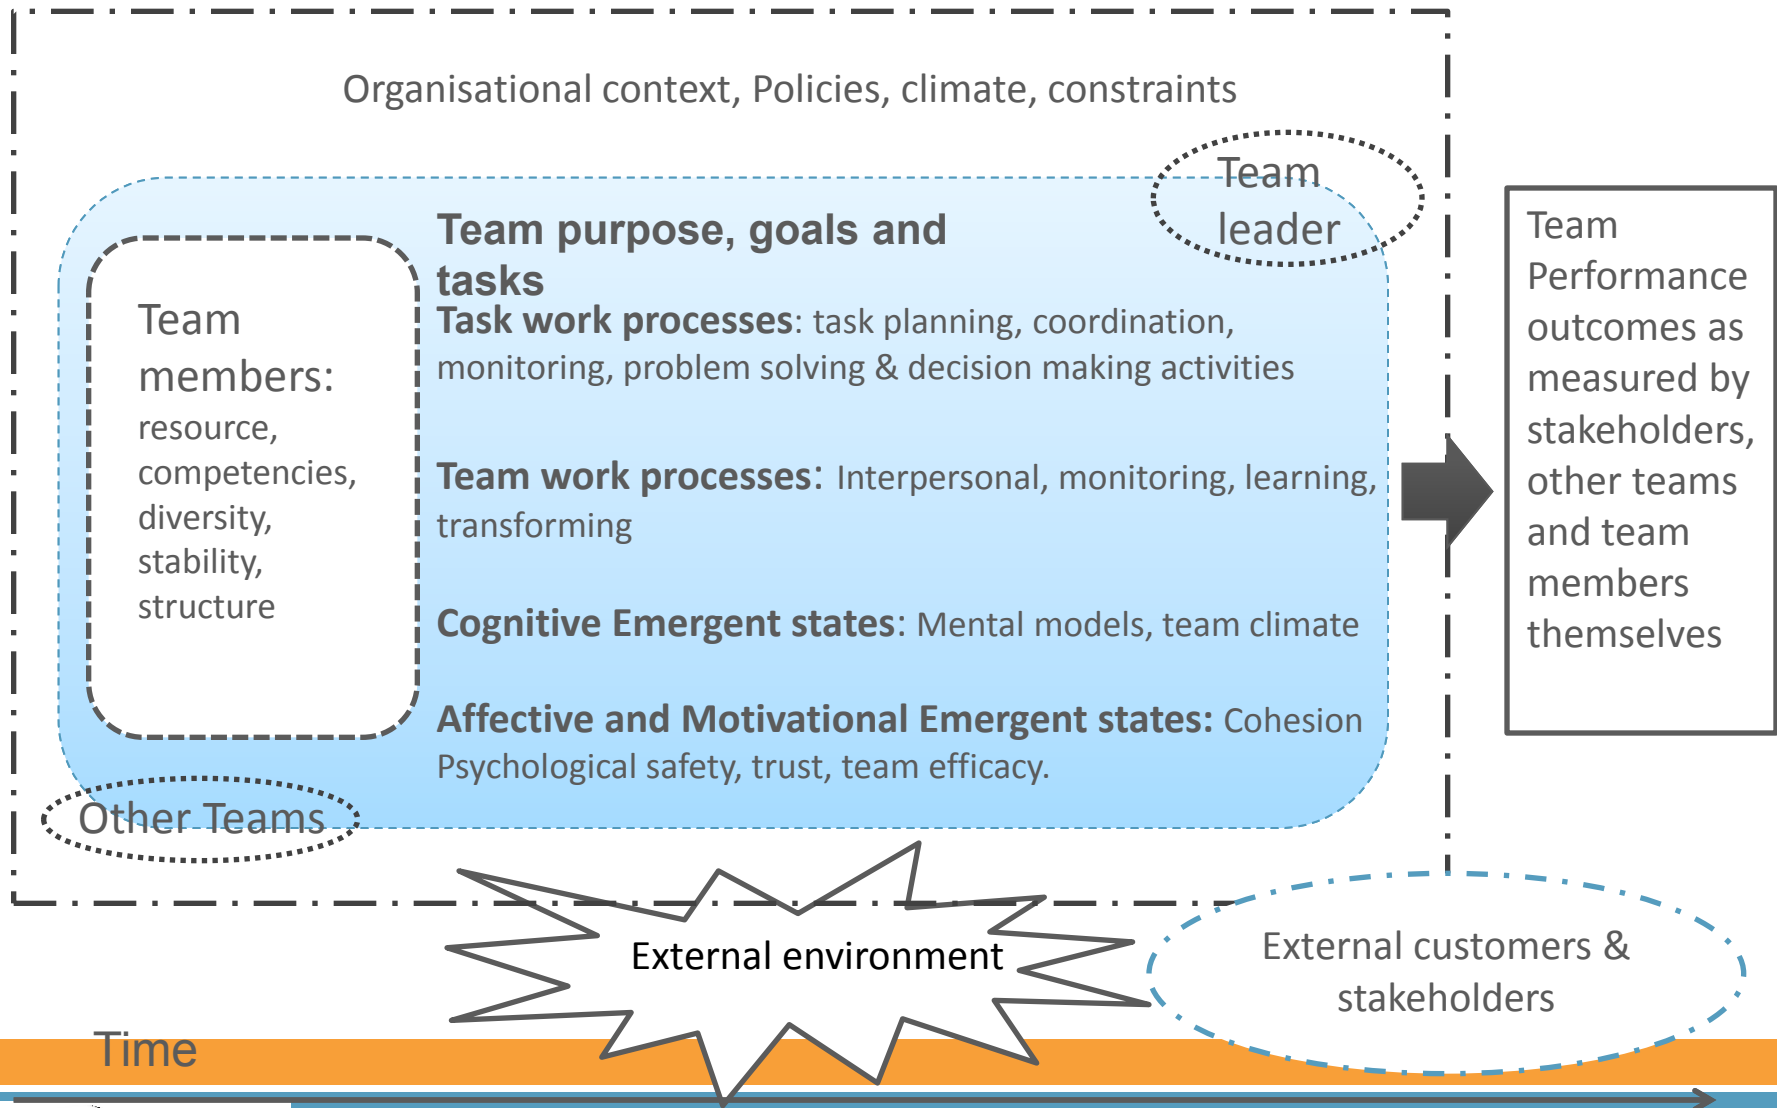 Organisational context, Policies, climate, constraints
Team
leader
Team purpose, goals and
tasks
Task work processes: task planning, coordination,
monitoring, problem solving & decision making activities
Team work processes: Interpersonal, monitoring, learning,
transforming
Cognitive Emergent states: Mental models, team climate
Affective and Motivational Emergent states: Cohesion
Psychological safety, trust, team efficacy.
Team
members:
resource,
competencies,
diversity,
stability,
structure
Other Teams
Team
Performance
outcomes as
measured by
stakeholders,
other teams
and team
members
themselves
External environment
External customers &
stakeholders
Time